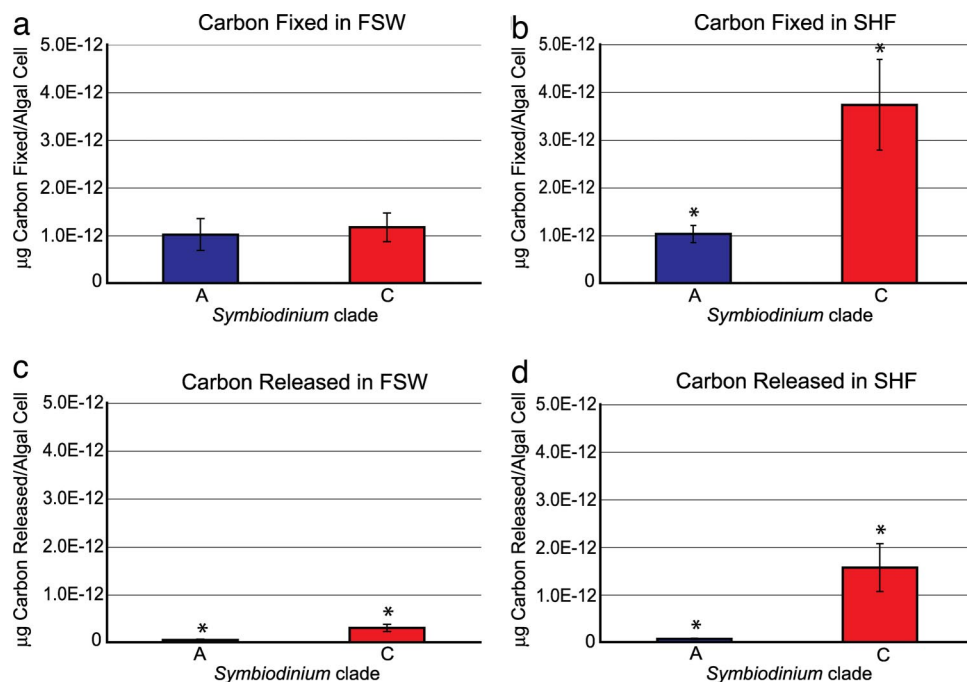 a
Carbon Fixed in FSW
µg Carbon Fixed/Algal Cell
5.0E-12
4.0E-12
3.0E-12
2.0E-12
1.0E-12
0
A
C
Symbiodinium clade
b
Carbon Fixed in SHF
µg Carbon Fixed/Algal Cell
5.0E-12
4.0E-12
3.0E-12
2.0E-12
1.0E-12
0
*
*
A
C
Symbiodinium clade
c
Carbon Released in FSW
µg Carbon Released/Algal Cell
5.0E-12
4.0E-12
3.0E-12
2.0E-12
1.0E-12
0
*
*
A
C
Symbiodinium clade
d
Carbon Released in SHF
µg Carbon Released/Algal Cell
5.0E-12
4.0E-12
3.0E-12
2.0E-12
1.0E-12
0
*
*
A
C
Symbiodinium clade